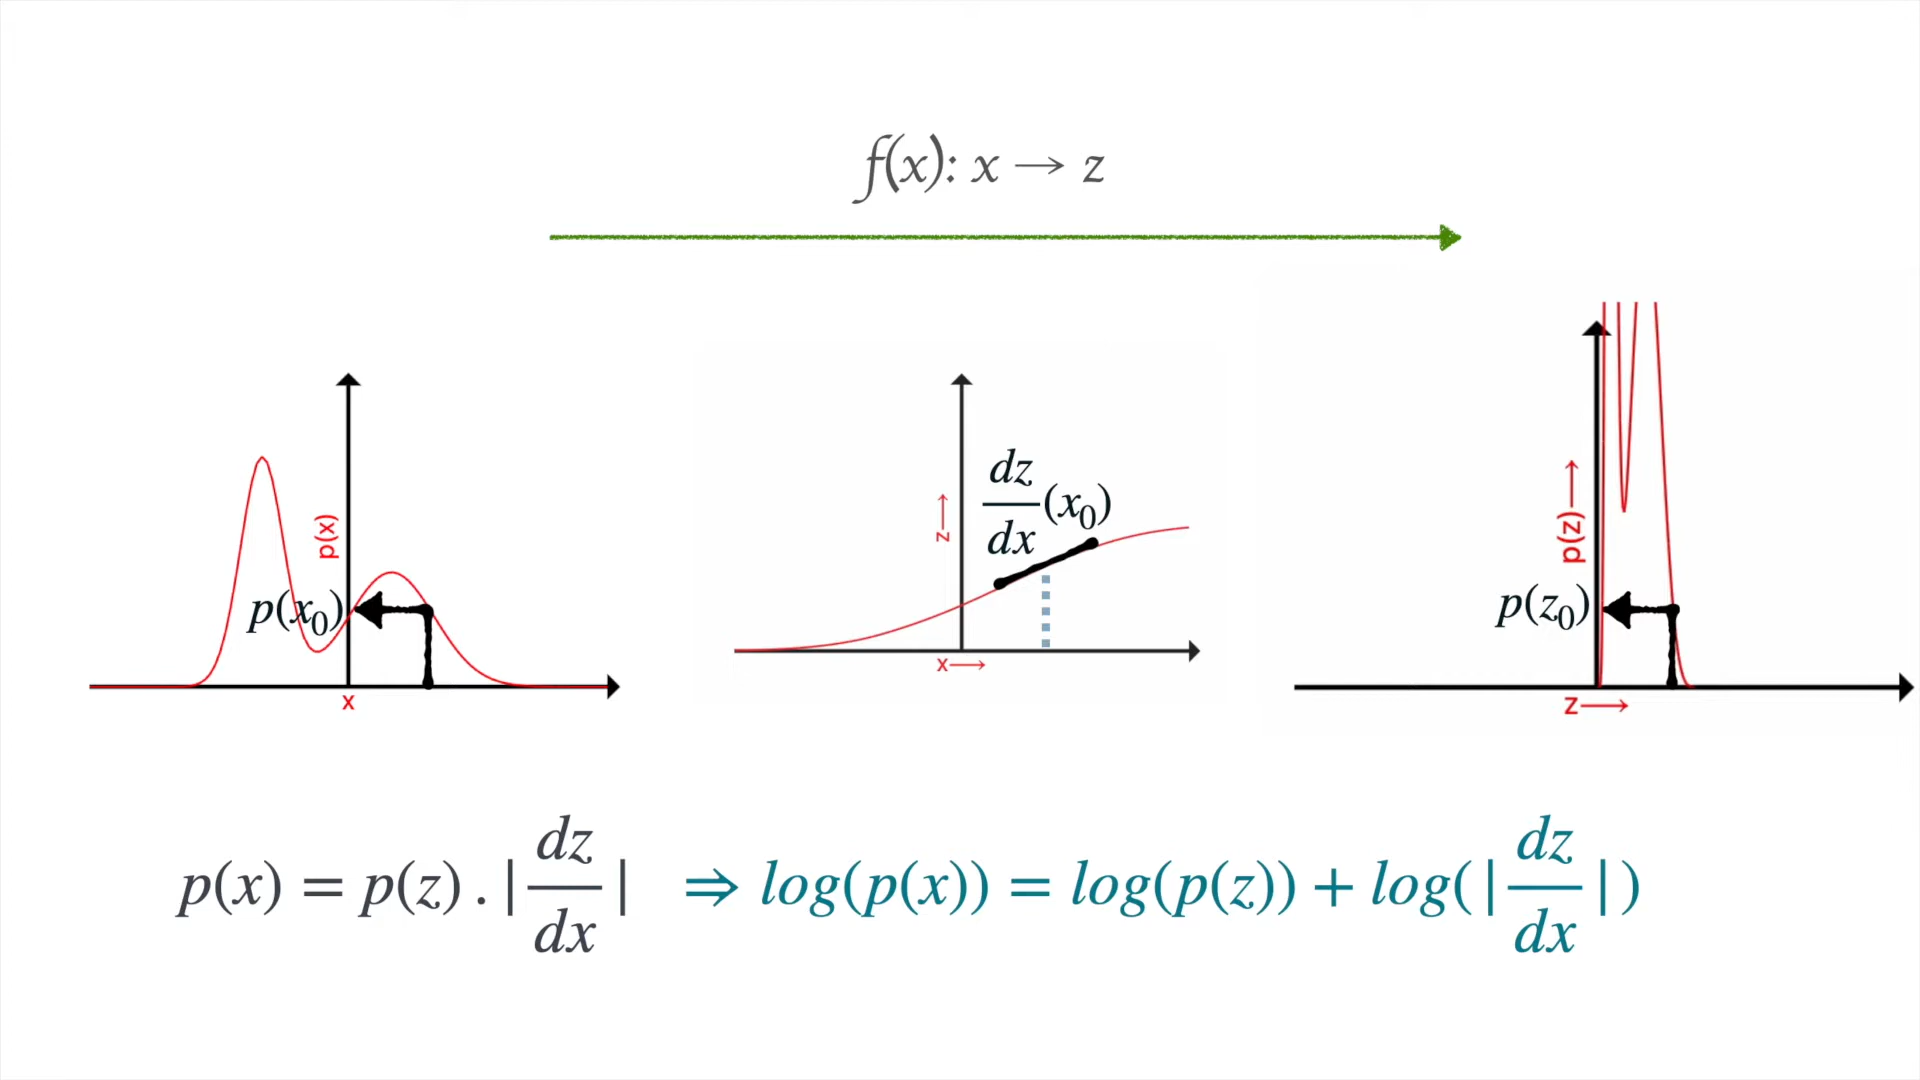 f(x): x → z
p(x)
p(x₀)
x
dz/dx(x₀)
z⟶
x⟶
p(z)⟶
p(z₀)
z⟶
p(x) = p(z) . |dz/dx| ⇒ log(p(x)) = log(p(z)) + log(|dz/dx|)